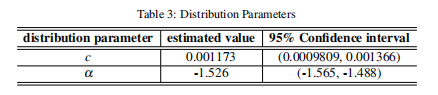 Table 3: Distribution Parameters
distribution parameter estimated value 95% Confidence interval
c 0.001173 (0.0009809, 0.001366)
α -1.526 (-1.565, -1.488)